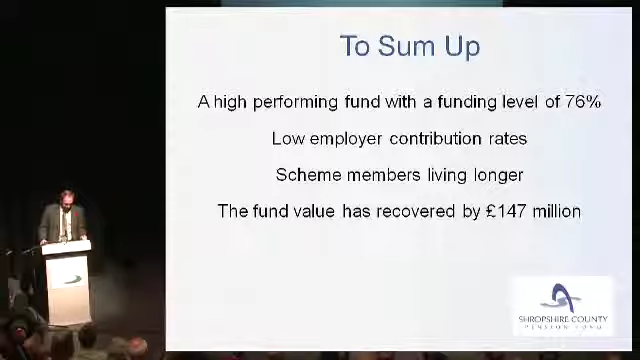 To Sum Up
A high performing fund with a funding level of 76%
Low employer contribution rates
Scheme members living longer
The fund value has recovered by £147 million
SHROPSHIRE COUNTY
PENSION FUND